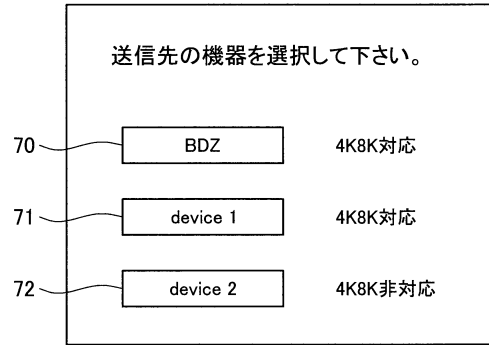 送信先の機器を選択して下さい。
70 BDZ 4K8K対応
71 device 1 4K8K対応
72 device 2 4K8K非対応